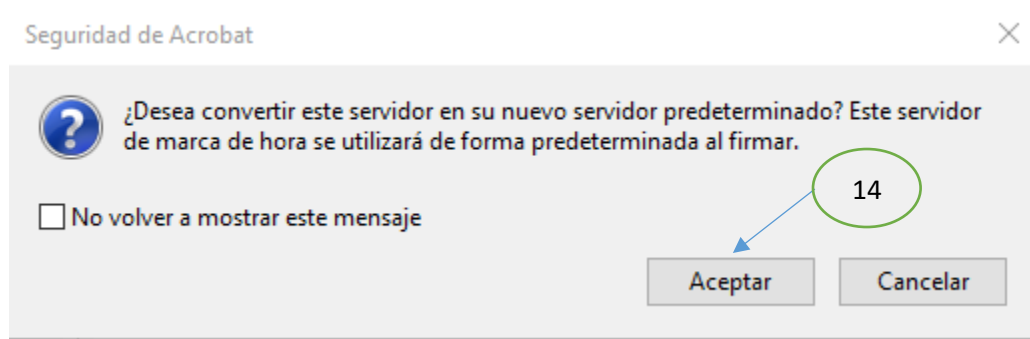 Seguridad de Acrobat
?
¿Desea convertir este servidor en su nuevo servidor predeterminado? Este servidor
de marca de hora se utilizará de forma predeterminada al firmar.
14
No volver a mostrar este mensaje
Aceptar
Cancelar